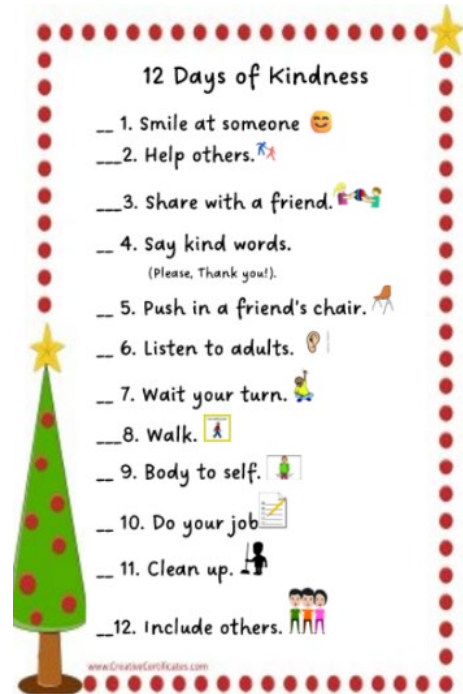 12 Days of Kindness
__ 1. Smile at someone
___2. Help others.
___3. Share with a friend.
__ 4. Say kind words.
(Please, Thank you!).
__ 5. Push in a friend's chair.
__ 6. Listen to adults.
__ 7. Wait your turn.
___8. Walk.
__ 9. Body to self.
__ 10. Do your job
__ 11. Clean up.
__12. Include others.
www.CreativeCertificates.com